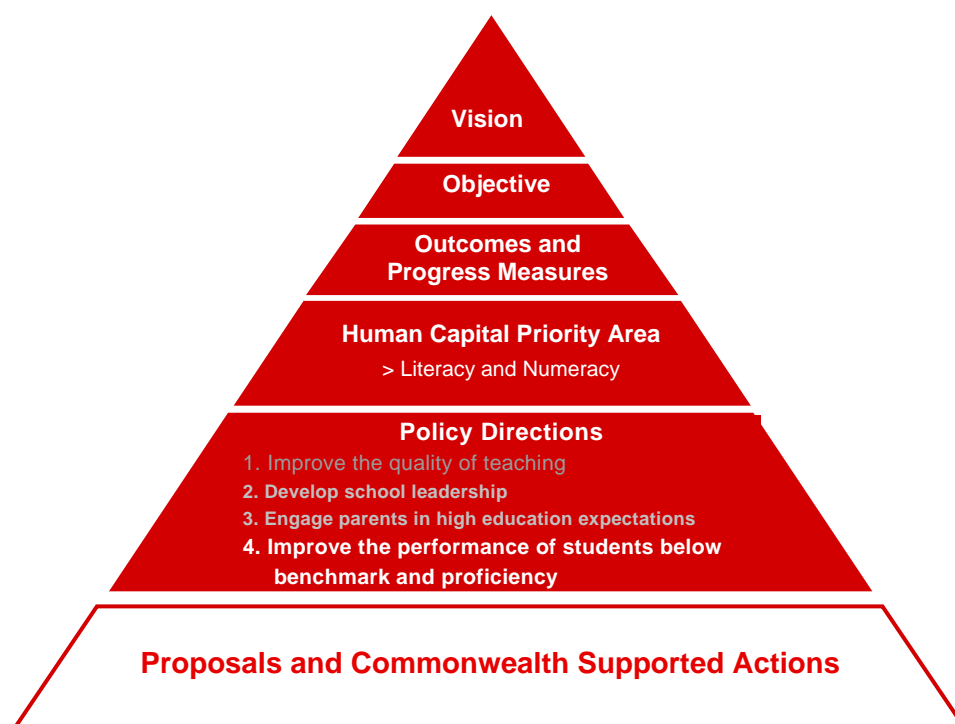 Vision
Objective
Outcomes and
Progress Measures
Human Capital Priority Area
> Literacy and Numeracy
Policy Directions
1. Improve the quality of teaching
2. Develop school leadership
3. Engage parents in high education expectations
4. Improve the performance of students below
benchmark and proficiency
Proposals and Commonwealth Supported Actions